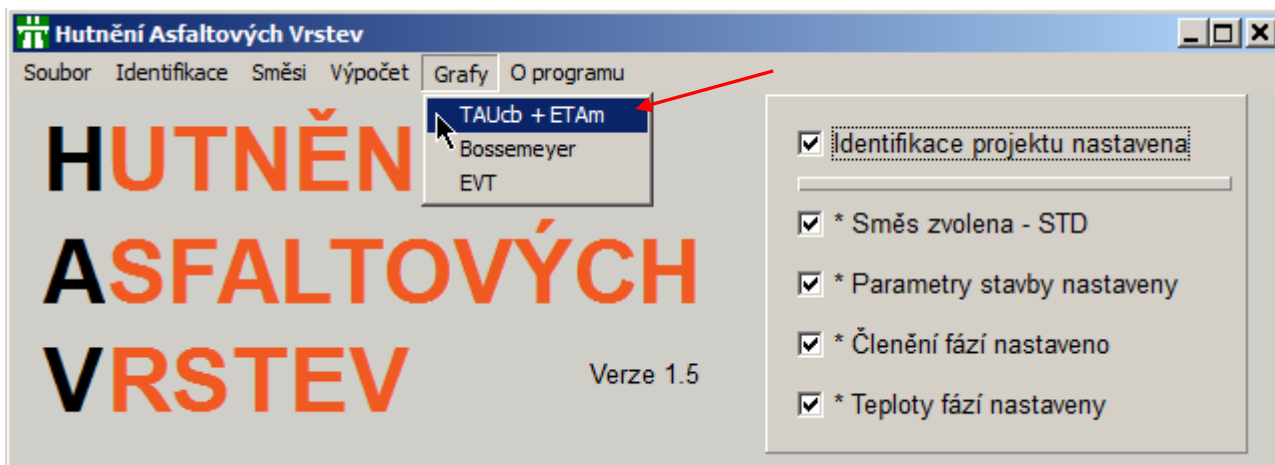 Hutnění Asfaltových Vrstev
Soubor Identifikace Směsi Výpočet Grafy O programu
TAUcb + ETAm
Bossemeyer
EVT
HUTNĚN
ASFALTOVÝCH
VRSTEV
Verze 1.5
Identifikace projektu nastavena
* Směs zvolena - STD
* Parametry stavby nastaveny
* Členění fází nastaveno
* Teploty fází nastaveny